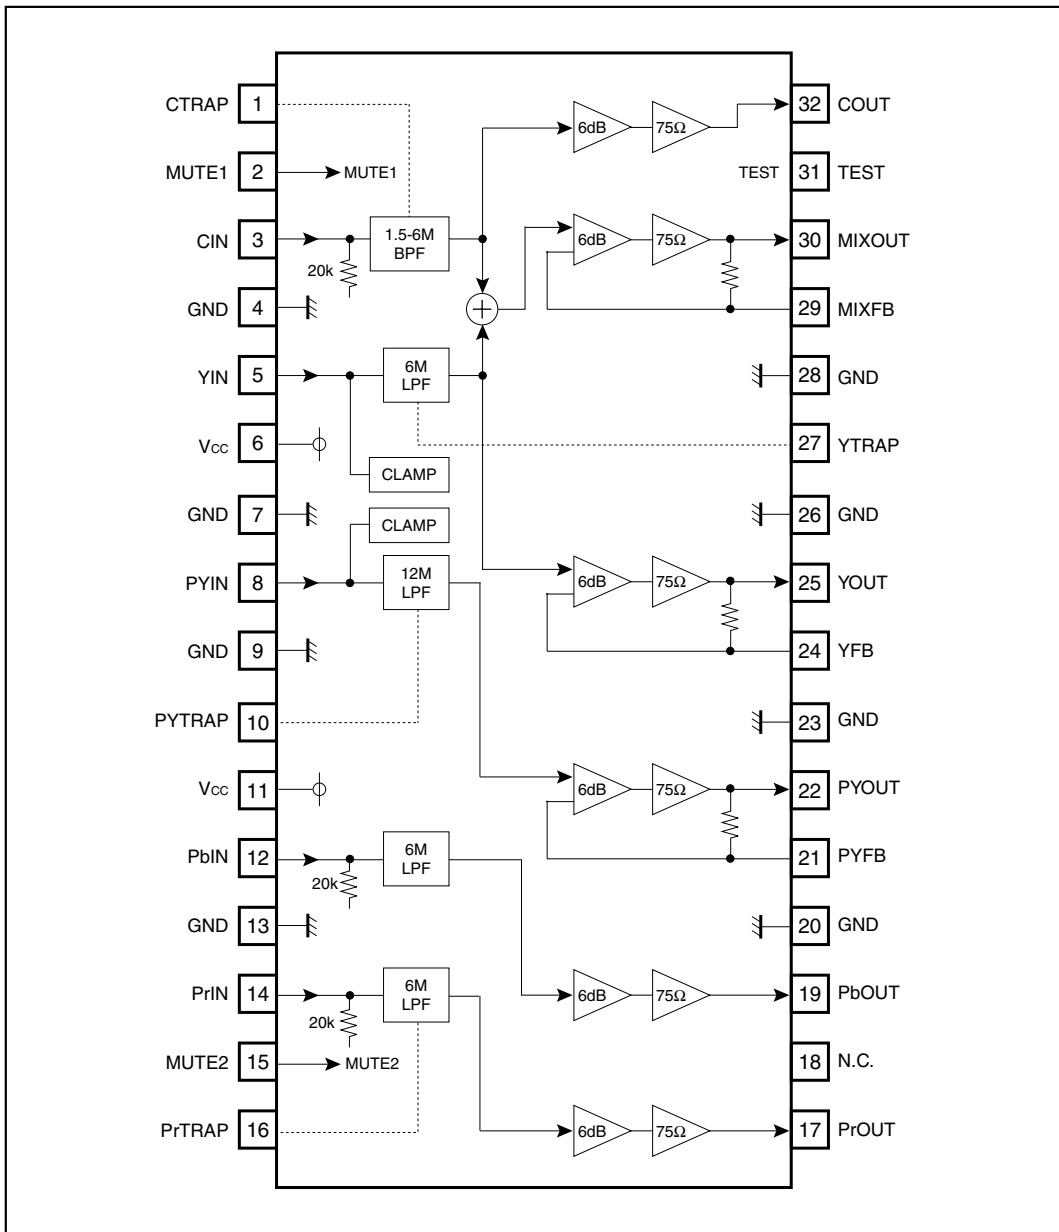 CTRAP 1
6dB 75Ω 32 COUT
MUTE1 2 MUTE1
TEST 31 TEST
CIN 3 1.5-6M
BPF
20k
6dB 75Ω 30 MIXOUT
GND 4
+
29 MIXFB
YIN 5 6M
LPF
28 GND
VCC 6
27 YTRAP
CLAMP
GND 7
26 GND
CLAMP
PYIN 8 12M
LPF
6dB 75Ω 25 YOUT
GND 9
24 YFB
PYTRAP 10
23 GND
VCC 11
6dB 75Ω 22 PYOUT
PbIN 12 6M
LPF
20k
21 PYFB
GND 13
20 GND
PrIN 14 6M
LPF
20k
6dB 75Ω 19 PbOUT
MUTE2 15 MUTE2
18 N.C.
PrTRAP 16
6dB 75Ω 17 PrOUT